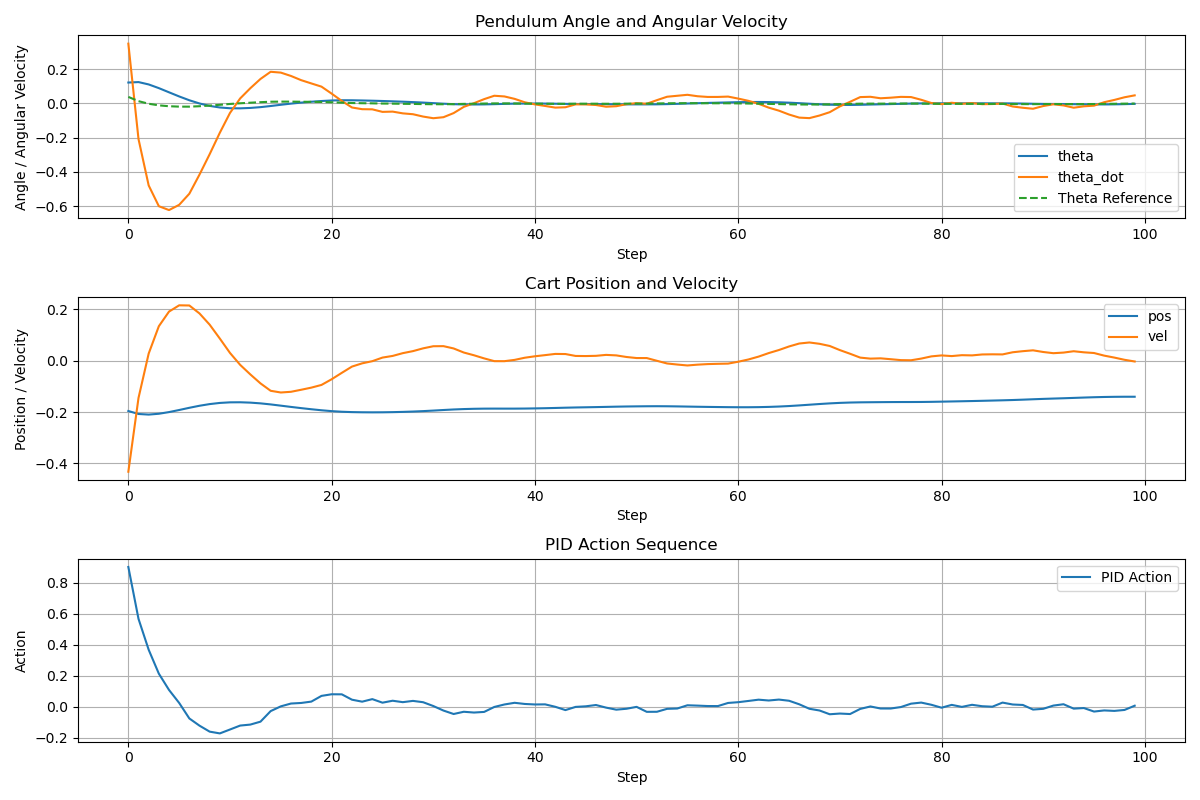 Pendulum Angle and Angular Velocity
Angle / Angular Velocity
0.2
0.0
−0.2
−0.4
−0.6
theta
theta_dot
Theta Reference
0 20 40 60 80 100
Step
Cart Position and Velocity
Position / Velocity
0.2
0.0
−0.2
−0.4
pos
vel
0 20 40 60 80 100
Step
PID Action Sequence
Action
0.8
0.6
0.4
0.2
0.0
−0.2
PID Action
0 20 40 60 80 100
Step